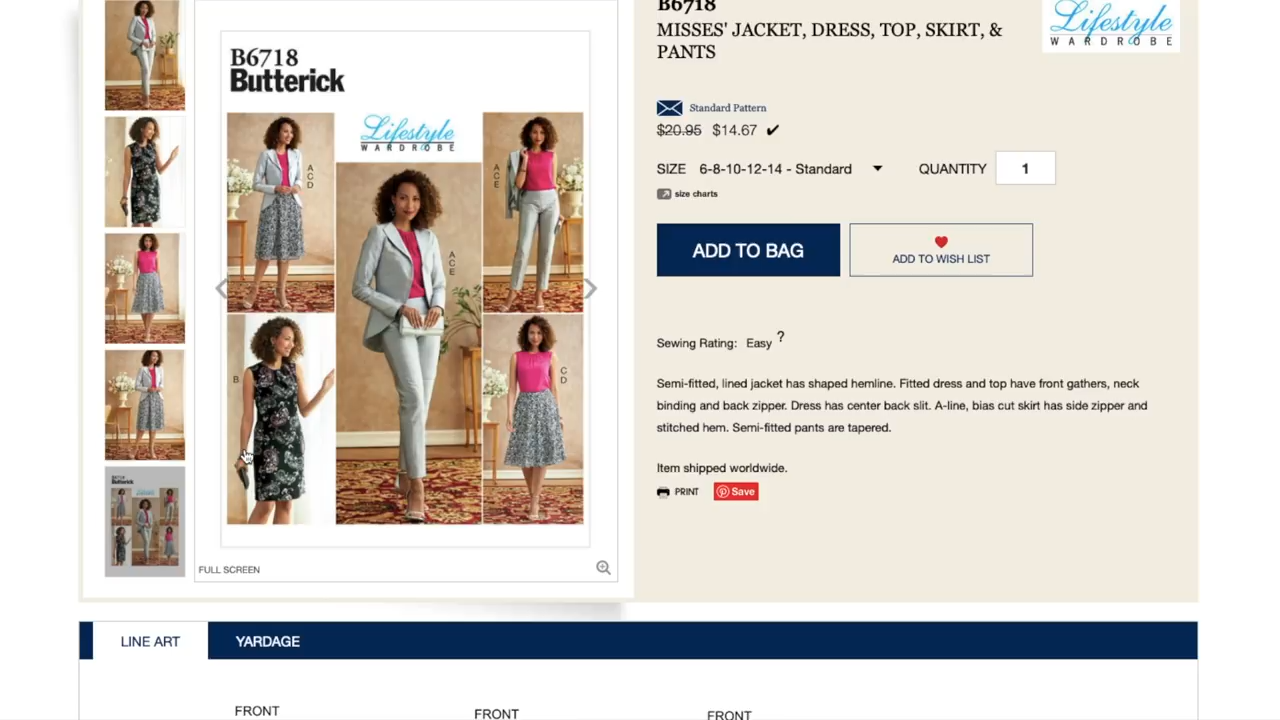 B6718
MISSES' JACKET, DRESS, TOP, SKIRT, &
PANTS
Lifestyle
WARDROBE
Standard Pattern
$20.95 $14.67 ✔
SIZE 6-8-10-12-14 - Standard
QUANTITY 1
size charts
ADD TO BAG
ADD TO WISH LIST
Sewing Rating: Easy ?
Semi-fitted, lined jacket has shaped hemline. Fitted dress and top have front gathers, neck
binding and back zipper. Dress has center back slit. A-line, bias cut skirt has side zipper and
stitched hem. Semi-fitted pants are tapered.
Item shipped worldwide.
PRINT
Save
B6718
Butterick
Lifestyle
WARDROBE
A
C
D
A
C
E
A
C
E
B
C
D
FULL SCREEN
B6718
Butterick
LINE ART
YARDAGE
FRONT
FRONT
FRONT